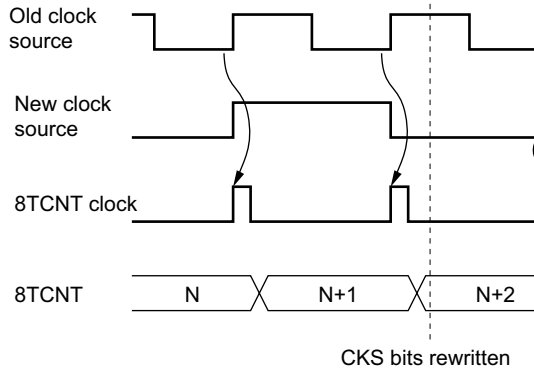 Old clock
source
New clock
source
8TCNT clock
8TCNT
N
N+1
N+2
CKS bits rewritten